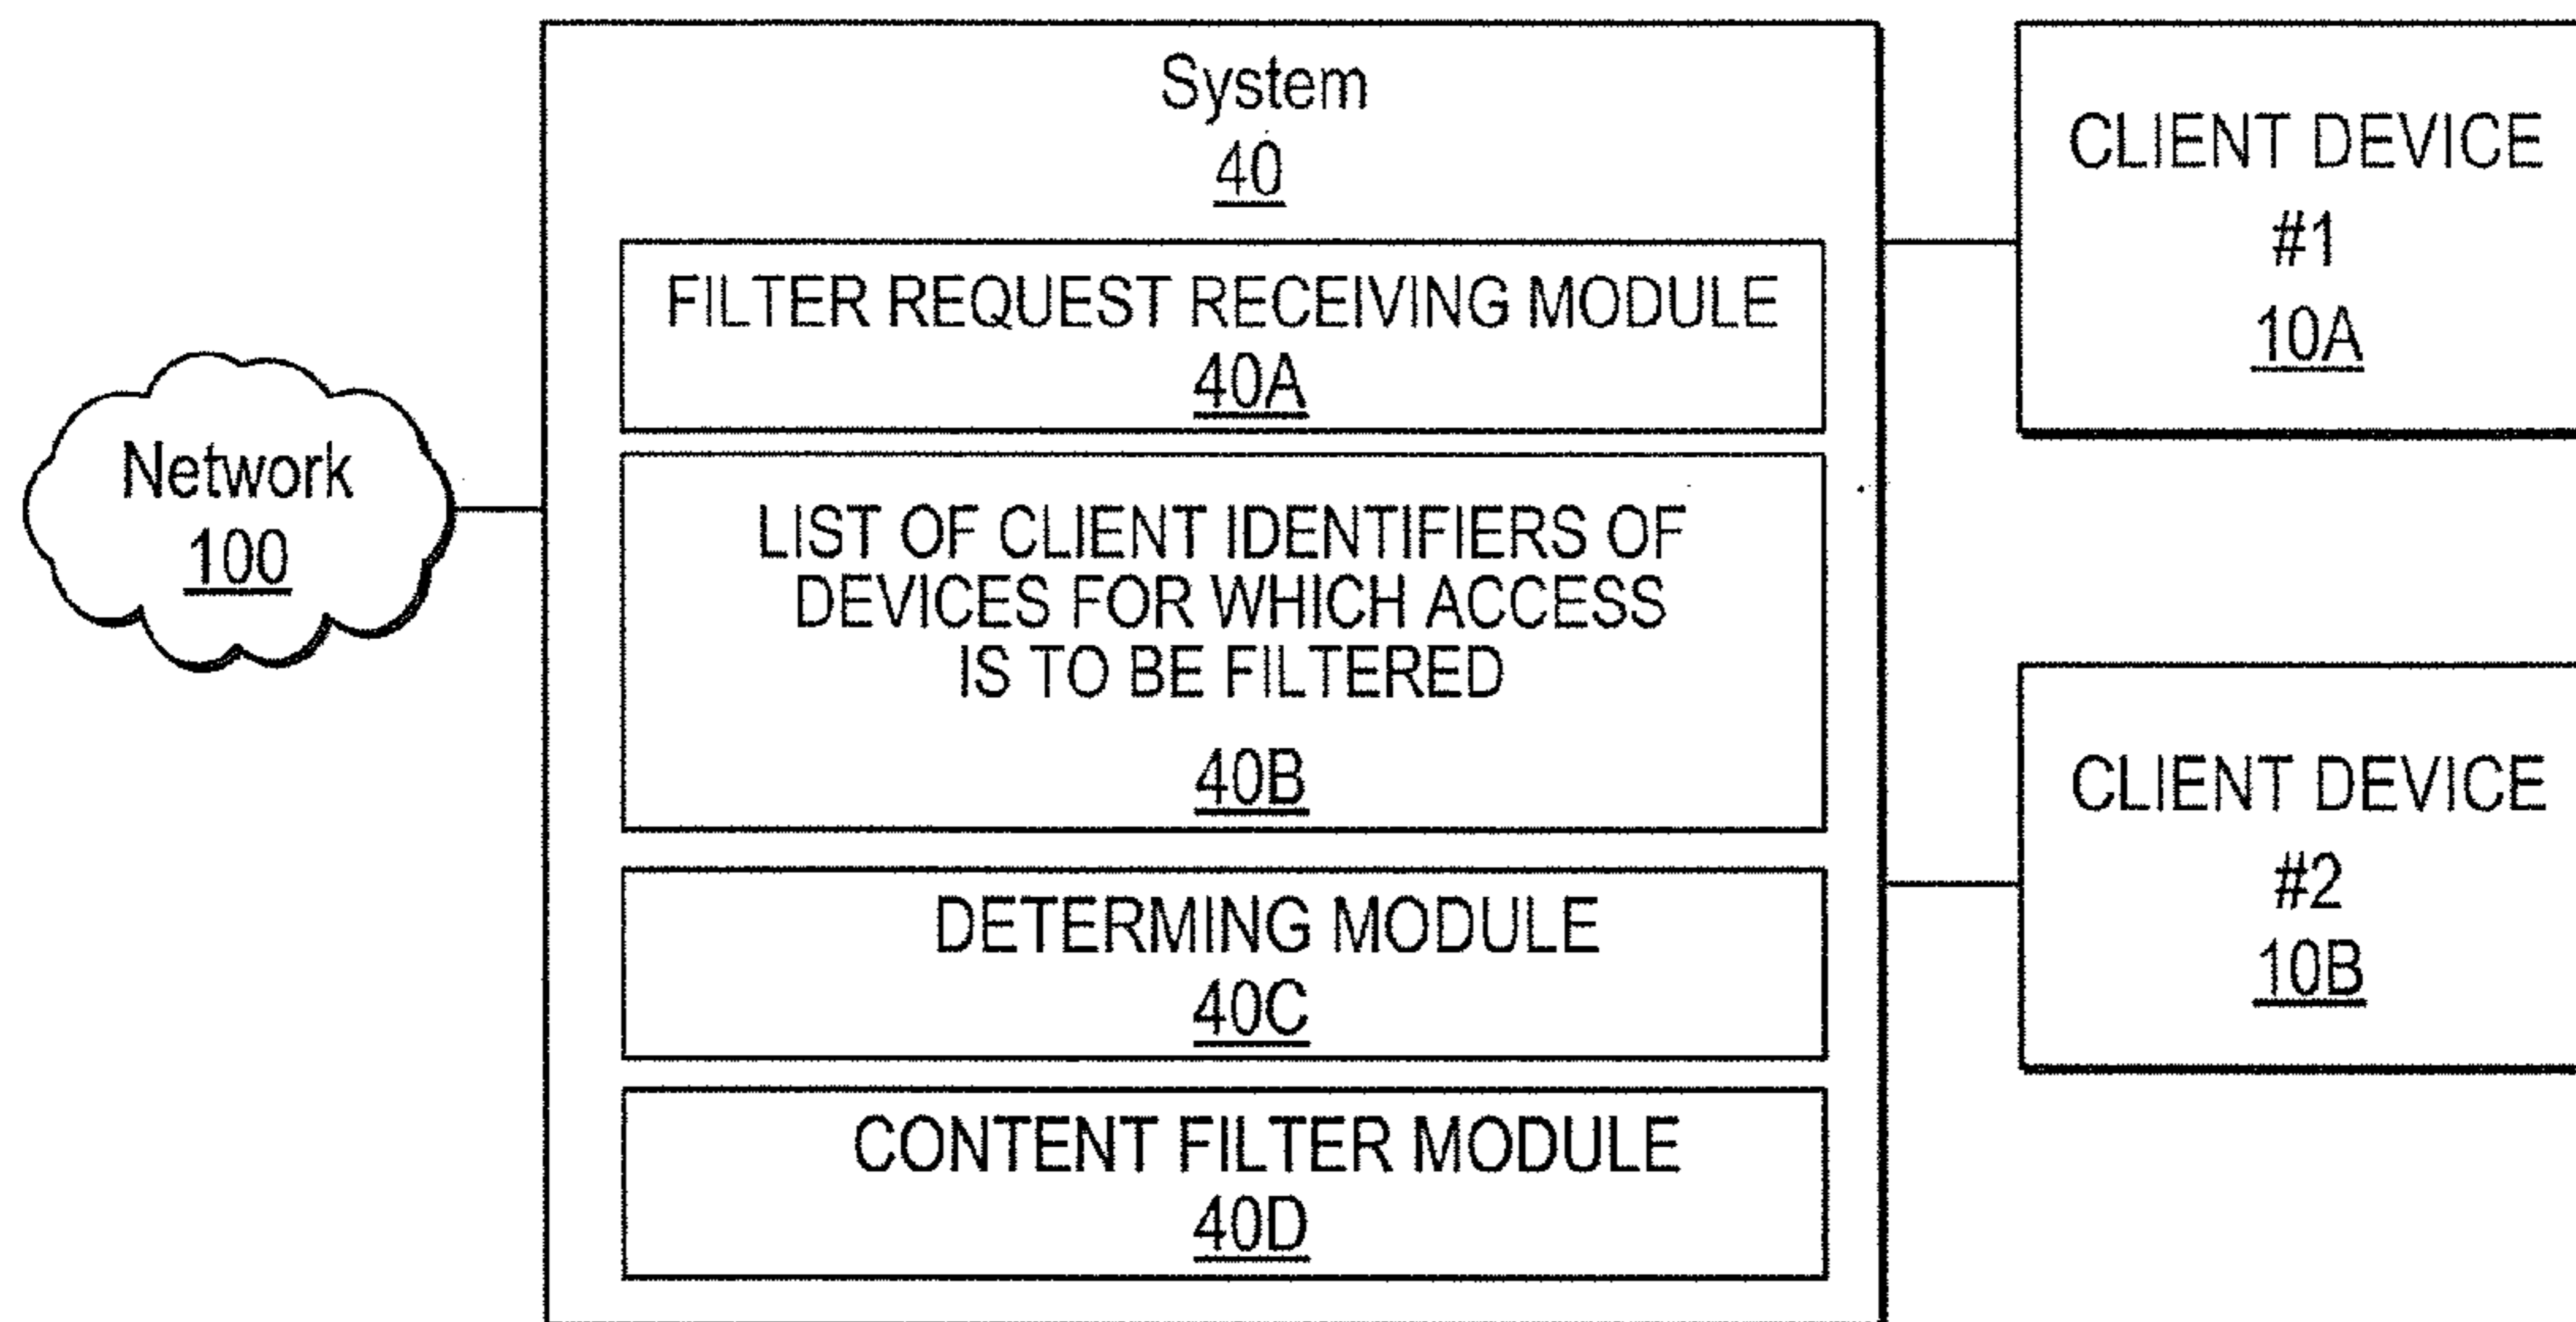 System
40
FILTER REQUEST RECEIVING MODULE
40A
LIST OF CLIENT IDENTIFIERS OF
DEVICES FOR WHICH ACCESS
IS TO BE FILTERED
40B
DETERMING MODULE
40C
CONTENT FILTER MODULE
40D
Network
100
CLIENT DEVICE
#1
10A
CLIENT DEVICE
#2
10B